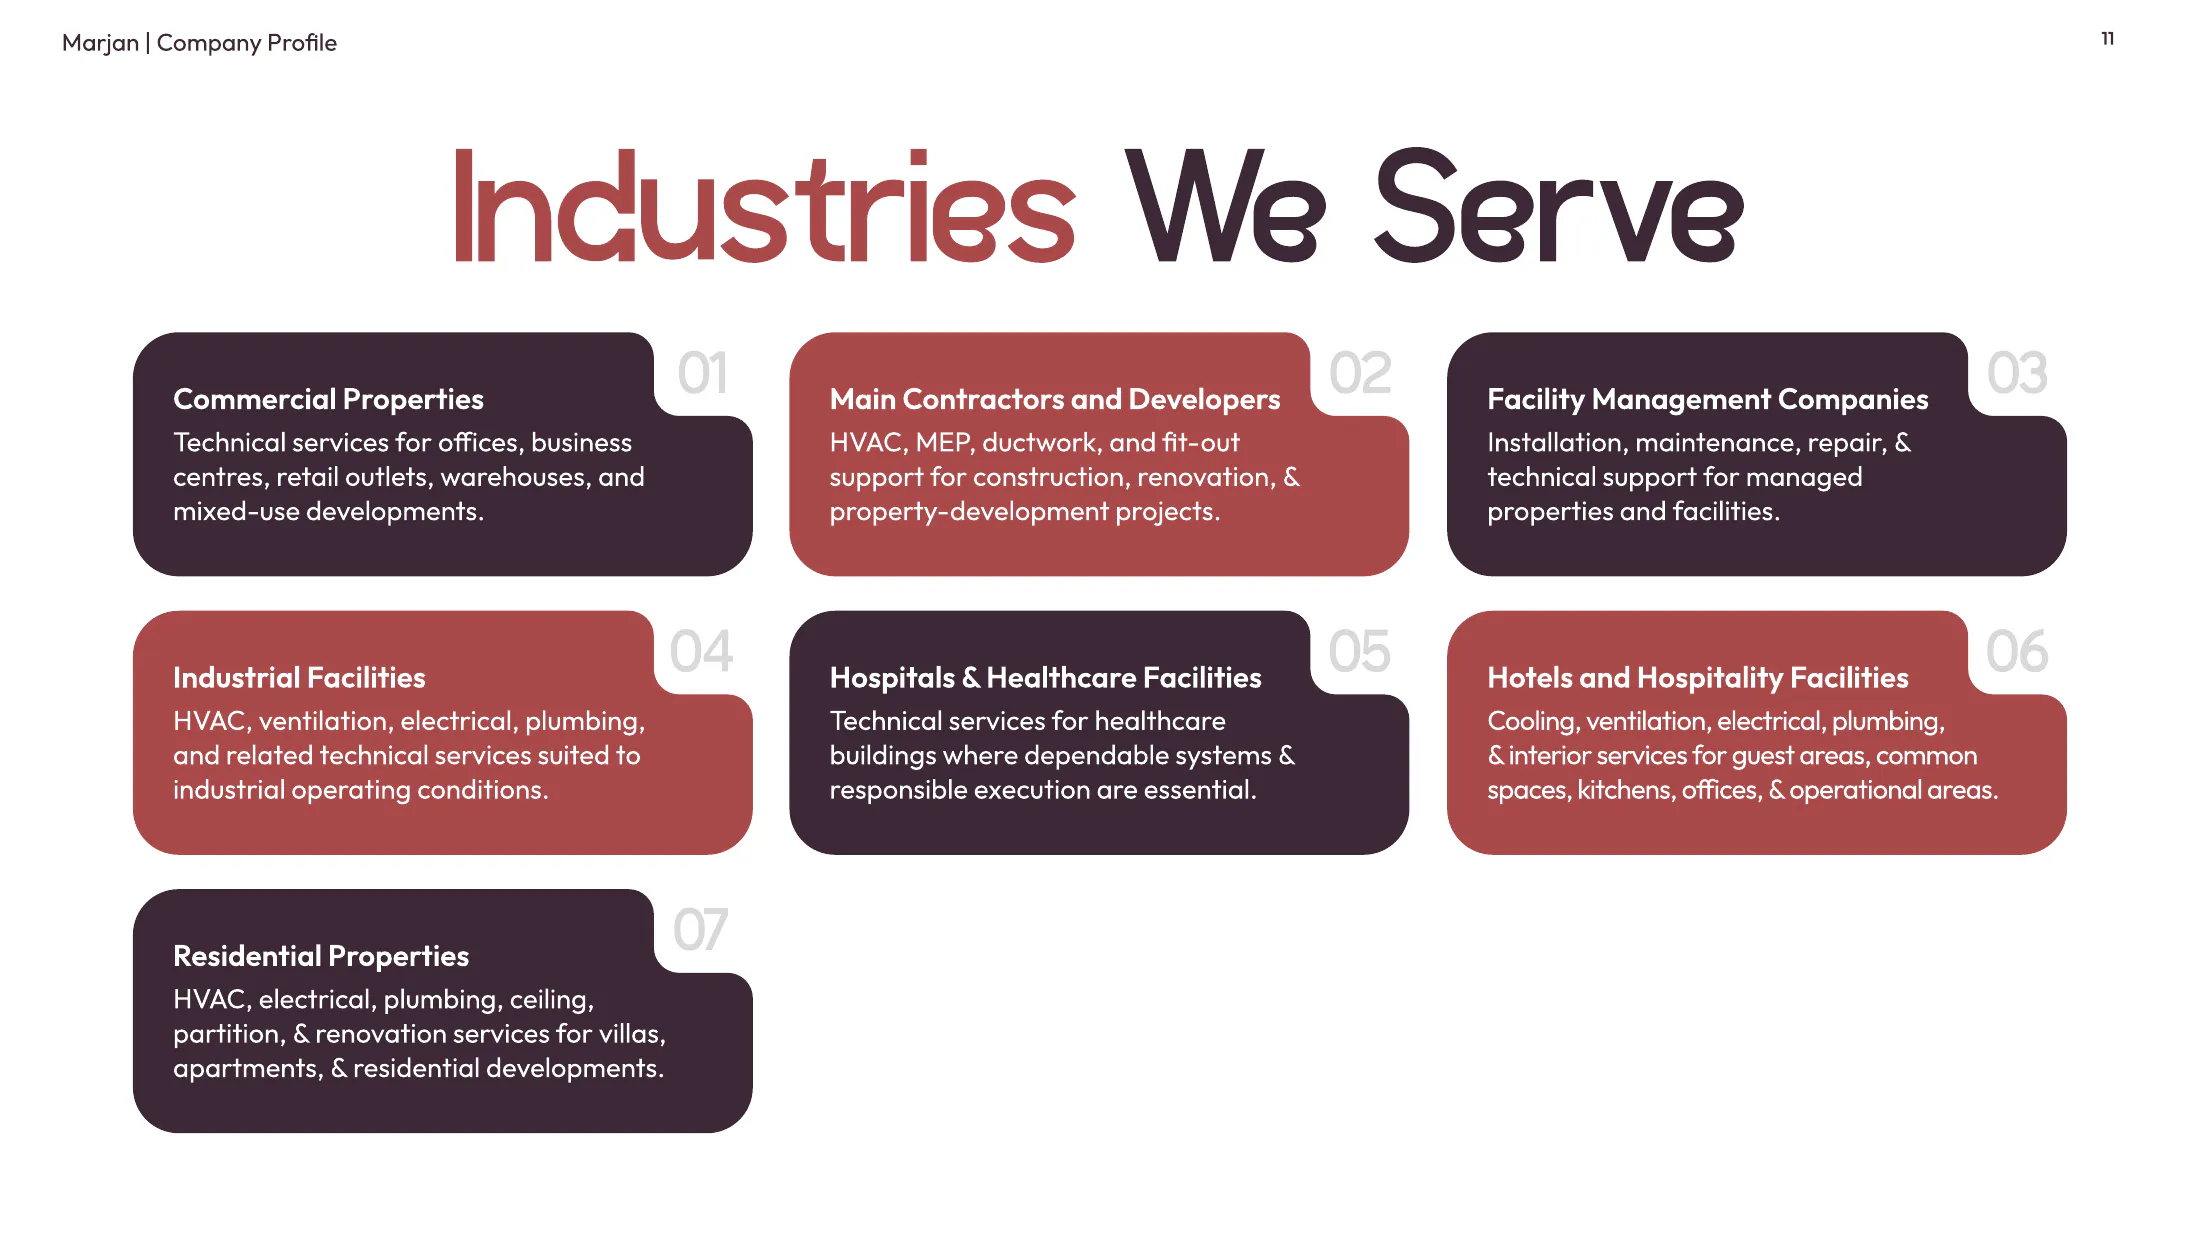 Marjan | Company Profile
11
Industries We Serve
01
Commercial Properties
Technical services for offices, business
centres, retail outlets, warehouses, and
mixed-use developments.
02
Main Contractors and Developers
HVAC, MEP, ductwork, and fit-out
support for construction, renovation, &
property-development projects.
03
Facility Management Companies
Installation, maintenance, repair, &
technical support for managed
properties and facilities.
04
Industrial Facilities
HVAC, ventilation, electrical, plumbing,
and related technical services suited to
industrial operating conditions.
05
Hospitals & Healthcare Facilities
Technical services for healthcare
buildings where dependable systems &
responsible execution are essential.
06
Hotels and Hospitality Facilities
Cooling, ventilation, electrical, plumbing,
& interior services for guest areas, common
spaces, kitchens, offices, & operational areas.
07
Residential Properties
HVAC, electrical, plumbing, ceiling,
partition, & renovation services for villas,
apartments, & residential developments.